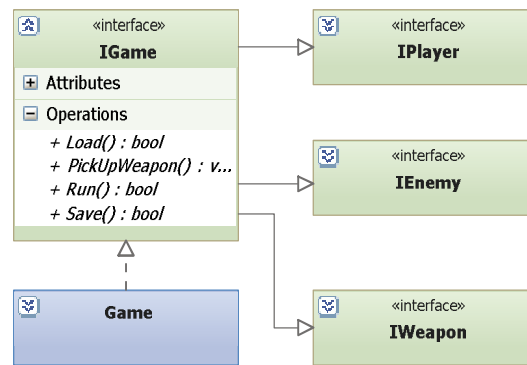 «interface»
IGame
Attributes
Operations
+ Load() : bool
+ PickUpWeapon() : v...
+ Run() : bool
+ Save() : bool
Game
«interface»
IPlayer
«interface»
IEnemy
«interface»
IWeapon